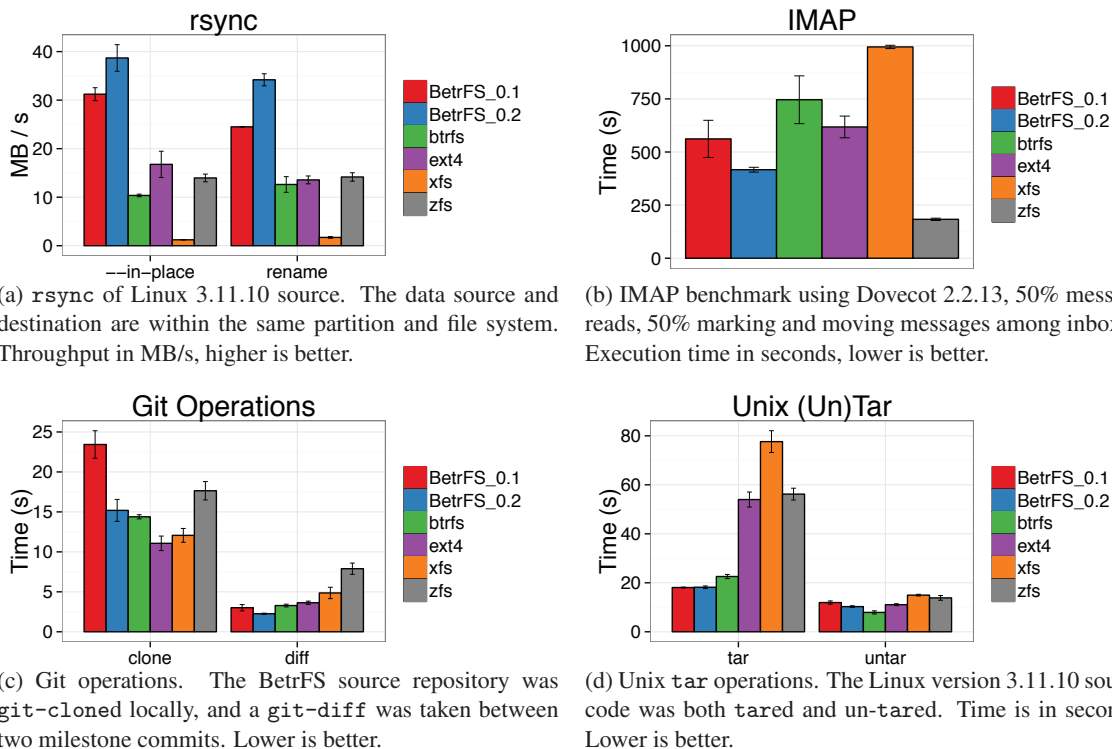 rsync
40
30
20
10
0
MB / s
--in-place
rename
BetrFS_0.1
BetrFS_0.2
btrfs
ext4
xfs
zfs
(a) rsync of Linux 3.11.10 source. The data source and
destination are within the same partition and file system.
Throughput in MB/s, higher is better.
IMAP
1000
750
500
250
0
Time (s)
BetrFS_0.1
BetrFS_0.2
btrfs
ext4
xfs
zfs
(b) IMAP benchmark using Dovecot 2.2.13, 50% mess
reads, 50% marking and moving messages among inbox
Execution time in seconds, lower is better.
Git Operations
25
20
15
10
5
0
Time (s)
clone
diff
BetrFS_0.1
BetrFS_0.2
btrfs
ext4
xfs
zfs
(c) Git operations. The BetrFS source repository was
git-cloned locally, and a git-diff was taken between
two milestone commits. Lower is better.
Unix (Un)Tar
80
60
40
20
0
Time (s)
tar
untar
BetrFS_0.1
BetrFS_0.2
btrfs
ext4
xfs
zfs
(d) Unix tar operations. The Linux version 3.11.10 sou
code was both tared and un-tared. Time is in secon
Lower is better.